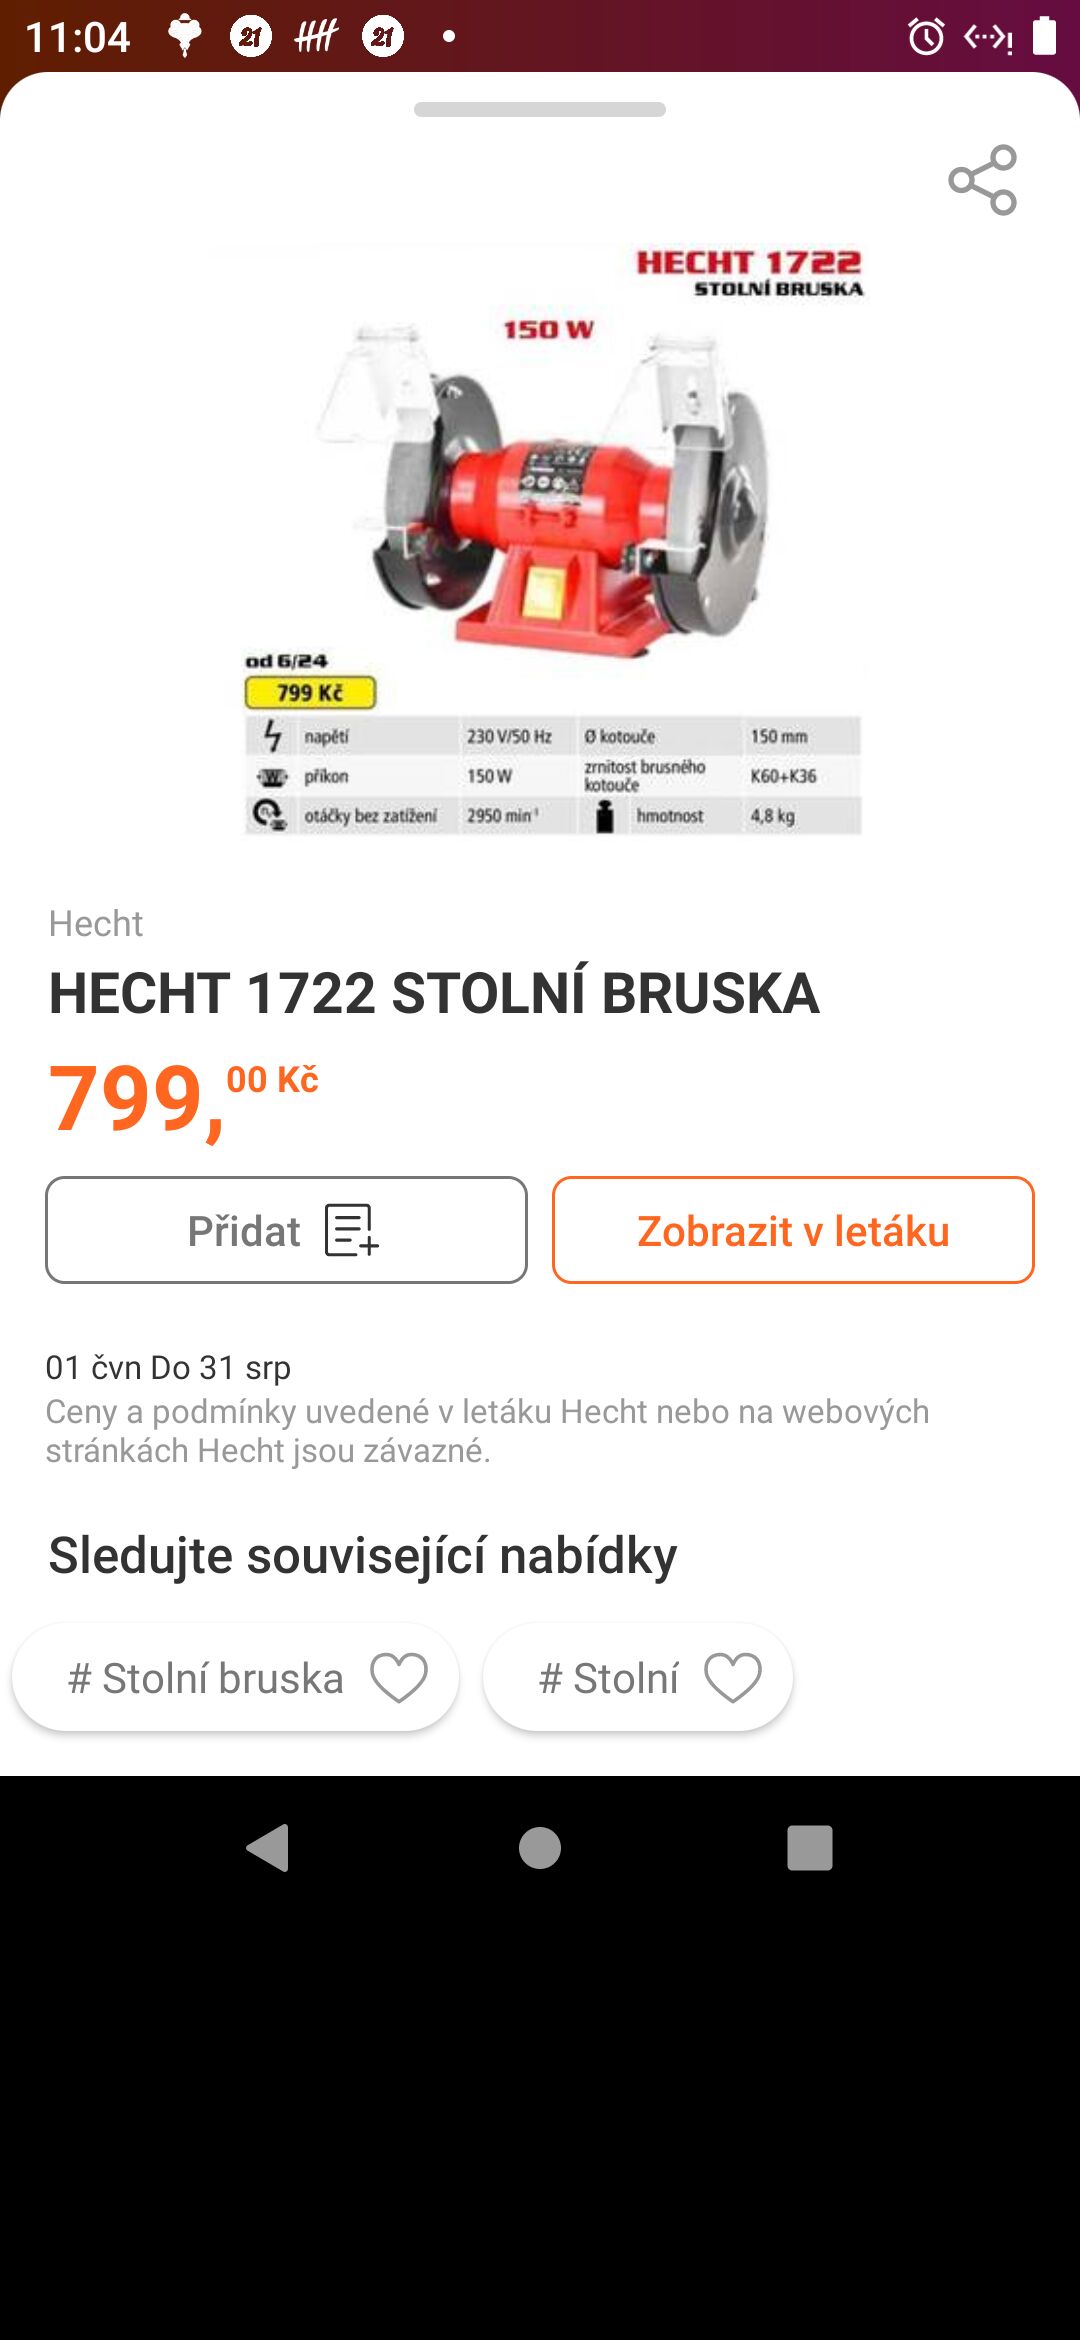 11:04
21
21
HECHT 1722
STOLNÍ BRUSKA
150 W
od 6/24
799 Kč
napětí 230 V/50 Hz Ø kotouče 150 mm
příkon 150 W zrnitost brusného kotouče K60+K36
otáčky bez zatížení 2950 min⁻¹ hmotnost 4,8 kg
Hecht
HECHT 1722 STOLNÍ BRUSKA
799,00 Kč
Přidat
Zobrazit v letáku
01 čvn Do 31 srp
Ceny a podmínky uvedené v letáku Hecht nebo na webových
stránkách Hecht jsou závazné.
Sledujte související nabídky
# Stolní bruska
# Stolní